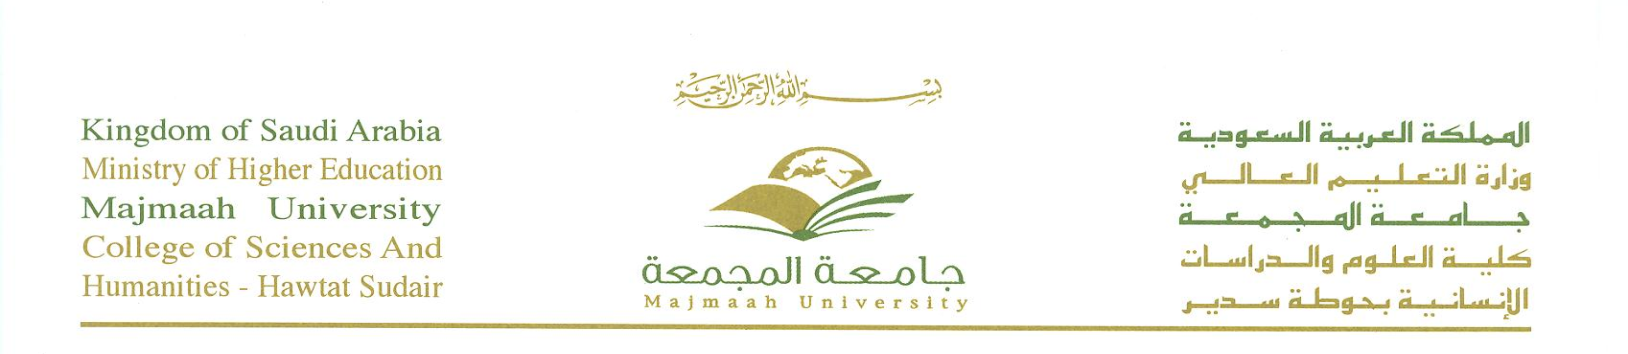 بسم الله الرحمن الرحيم
Kingdom of Saudi Arabia
Ministry of Higher Education
Majmaah University
College of Sciences And
Humanities - Hawtat Sudair
جامعة المجمعة
Majmaah University
المملكة العربية السعودية
وزارة التعليم العالي
جامعة المجمعة
كلية العلوم والدراسات
الإنسانية بحوطة سدير